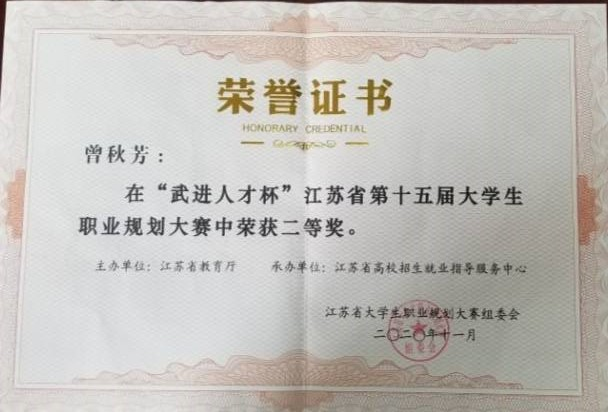 荣誉证书
HONORARY CREDENTIAL
曾秋芳：
在“武进人才杯”江苏省第十五届大学生
职业规划大赛中荣获二等奖。
主办单位：江苏省教育厅 承办单位：江苏省高校招生就业指导服务中心
江苏省大学生职业规划大赛组委会
二〇二〇年十一月